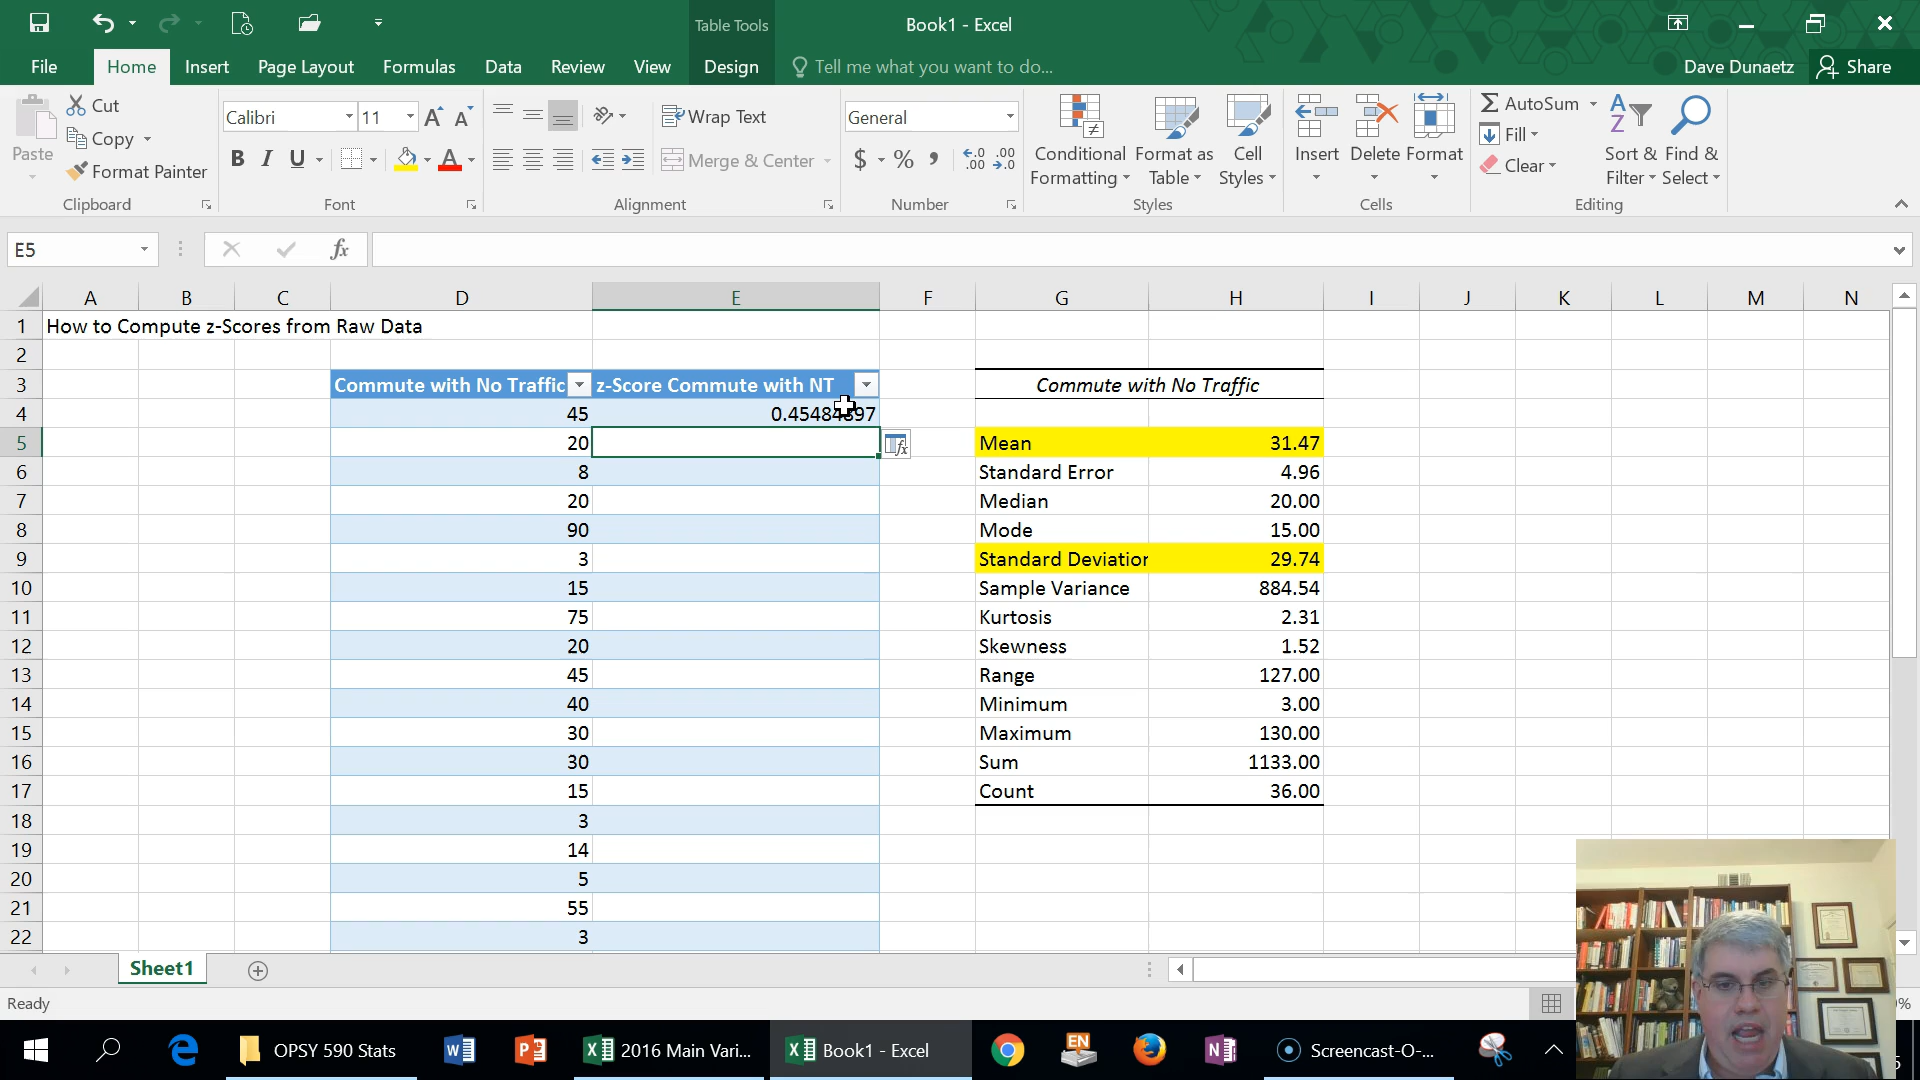 Table Tools
Book1 - Excel
File
Home
Insert
Page Layout
Formulas
Data
Review
View
Design
Tell me what you want to do...
Dave Dunaetz
Share
Paste
Cut
Copy
Format Painter
Clipboard
Calibri
11
B I U
Font
Wrap Text
Merge & Center
Alignment
General
$ % ,
Number
Conditional Formatting
Format as Table
Cell Styles
Styles
Insert
Delete
Format
Cells
AutoSum
Fill
Clear
Sort & Filter
Find & Select
Editing
E5
fx
A B C D E F G H I J K L M N
1 How to Compute z-Scores from Raw Data
2
3 Commute with No Traffic z-Score Commute with NT Commute with No Traffic
4 45
5 20 Mean 31.47
6 8 Standard Error 4.96
7 20 Median 20.00
8 90 Mode 15.00
9 3 Standard Deviation 29.74
10 15 Sample Variance 884.54
11 75 Kurtosis 2.31
12 20 Skewness 1.52
13 45 Range 127.00
14 40 Minimum 3.00
15 30 Maximum 130.00
16 30 Sum 1133.00
17 15 Count 36.00
18 3
19 14
20 5
21 55
22 3
Sheet1
Ready
OPSY 590 Stats
2016 Main Vari...
Book1 - Excel
EN
Screencast-O-...